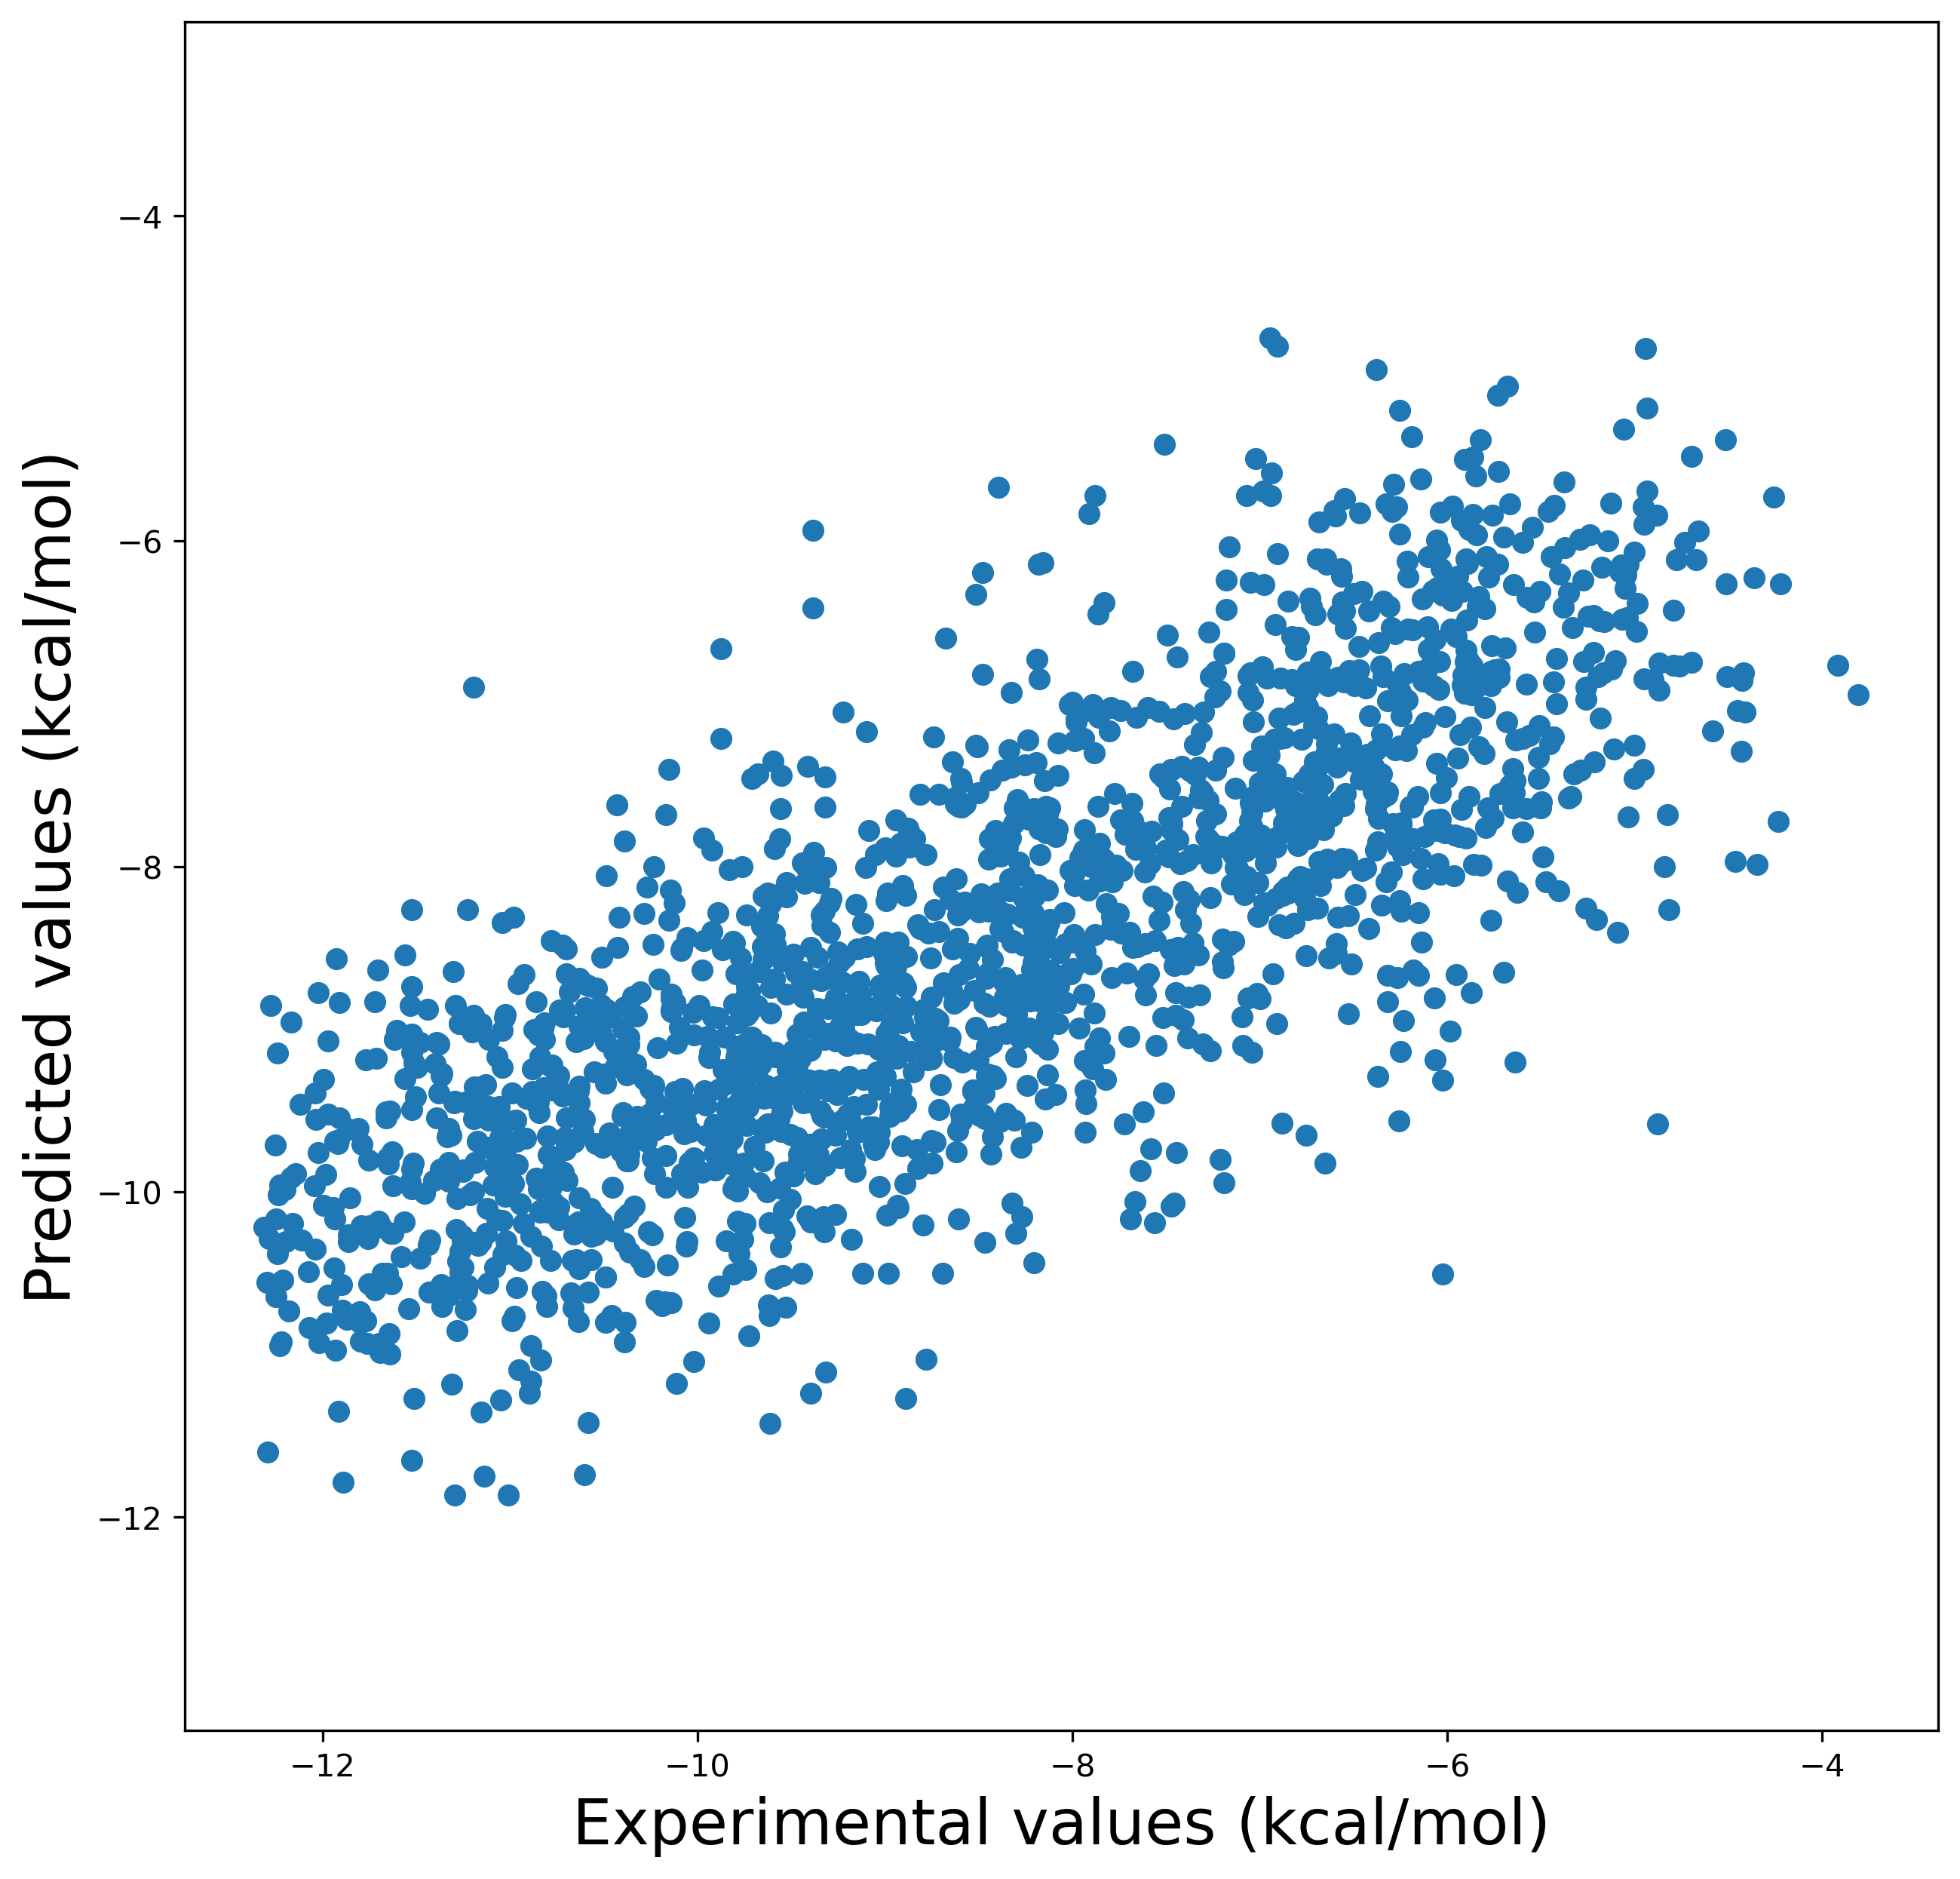 Predicted values (kcal/mol)
−4
−6
−8
−10
−12
−12 −10 −8 −6 −4
Experimental values (kcal/mol)